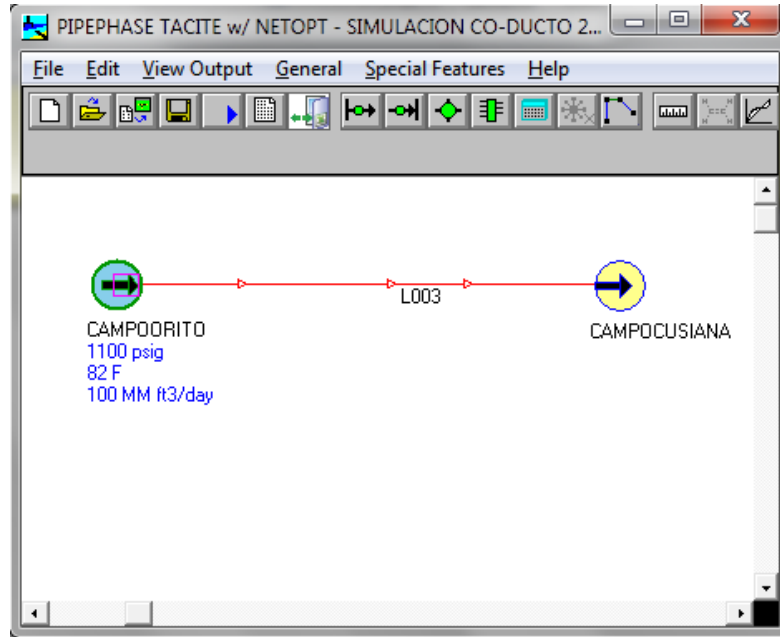 PIPEPHASE TACITE w/ NETOPT - SIMULACION CO-DUCTO 2...
File Edit View Output General Special Features Help
L003
CAMPOORITO
CAMPOCUSIANA
1100 psig
82 F
100 MM ft3/day